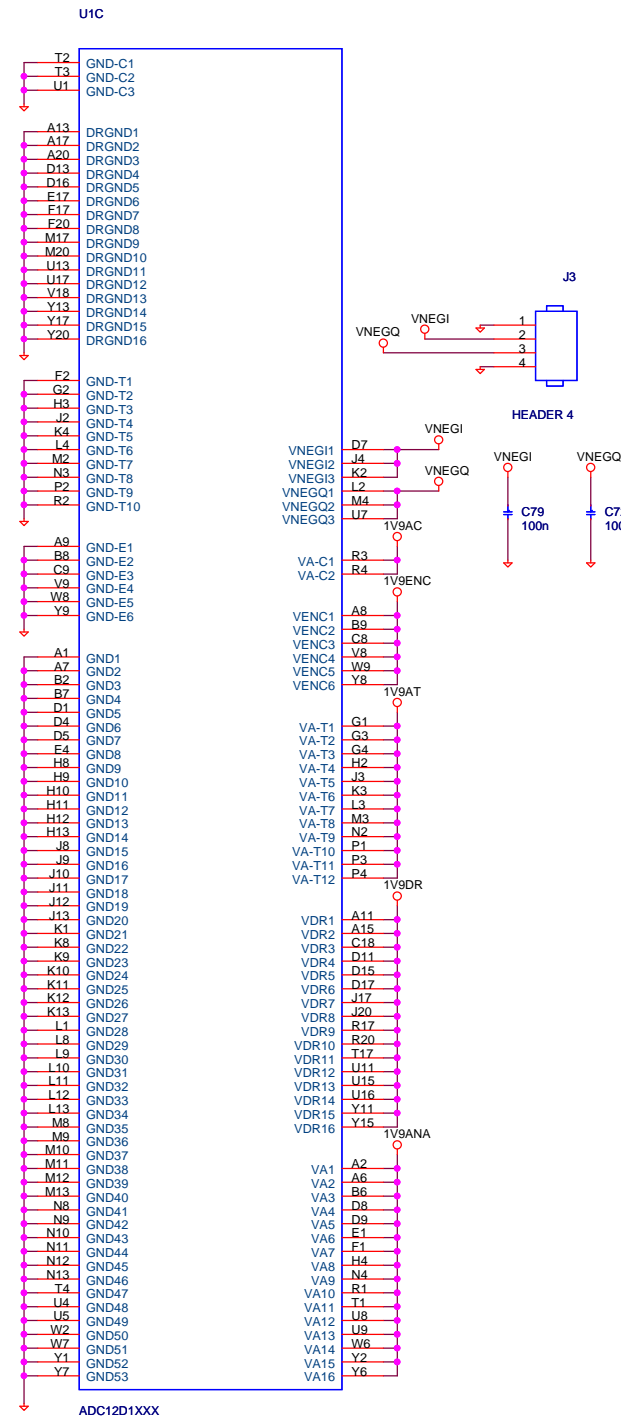 U1C
T2 GND-C1
T3 GND-C2
U1 GND-C3
A13 DRGND1
A17 DRGND2
A20 DRGND3
D13 DRGND4
D16 DRGND5
E17 DRGND6
F17 DRGND7
F20 DRGND8
M17 DRGND9
M20 DRGND10
U13 DRGND11
U17 DRGND12
V18 DRGND13
Y13 DRGND14
Y17 DRGND15
Y20 DRGND16
F2 GND-T1
G2 GND-T2
H3 GND-T3
J2 GND-T4
K4 GND-T5
L4 GND-T6
M2 GND-T7
N3 GND-T8
P2 GND-T9
R2 GND-T10
A9 GND-E1
B8 GND-E2
C9 GND-E3
V9 GND-E4
W8 GND-E5
Y9 GND-E6
A1 GND1
A7 GND2
B2 GND3
B7 GND4
D1 GND5
D4 GND6
D5 GND7
E4 GND8
H8 GND9
H9 GND10
H10 GND11
H11 GND12
H12 GND13
H13 GND14
J8 GND15
J9 GND16
J10 GND17
J11 GND18
J12 GND19
J13 GND20
K1 GND21
K8 GND22
K9 GND23
K10 GND24
K11 GND25
K12 GND26
K13 GND27
L1 GND28
L8 GND29
L9 GND30
L10 GND31
L11 GND32
L12 GND33
L13 GND34
M8 GND35
M9 GND36
M10 GND37
M11 GND38
M12 GND39
M13 GND40
N8 GND41
N9 GND42
N10 GND43
N11 GND44
N12 GND45
N13 GND46
T4 GND47
U4 GND48
U5 GND49
W2 GND50
W7 GND51
Y1 GND52
Y7 GND53
VNEGI1 D7
VNEGI2 J4
VNEGI3 K2
VNEGQ1 L2
VNEGQ2 M4
VNEGQ3 U7
VNEGI
VNEGQ
1V9AC
VA-C1 R3
VA-C2 R4
1V9ENC
VENC1 A8
VENC2 B9
VENC3 C8
VENC4 V8
VENC5 W9
VENC6 Y8
1V9AT
VA-T1 G1
VA-T2 G3
VA-T3 G4
VA-T4 H2
VA-T5 J3
VA-T6 K3
VA-T7 L3
VA-T8 M3
VA-T9 N2
VA-T10 P1
VA-T11 P3
VA-T12 P4
1V9DR
VDR1 A11
VDR2 A15
VDR3 C18
VDR4 D11
VDR5 D15
VDR6 D17
VDR7 J17
VDR8 J20
VDR9 R17
VDR10 R20
VDR11 T17
VDR12 U11
VDR13 U15
VDR14 U16
VDR15 Y11
VDR16 Y15
1V9ANA
VA1 A2
VA2 A6
VA3 B6
VA4 D8
VA5 D9
VA6 E1
VA7 F1
VA8 H4
VA9 N4
VA10 R1
VA11 T1
VA12 U8
VA13 U9
VA14 W6
VA15 Y2
VA16 Y6
ADC12D1XXX
J3
VNEGI
VNEGQ
1
2
3
4
HEADER 4
VNEGI
C79
100n
VNEGQ